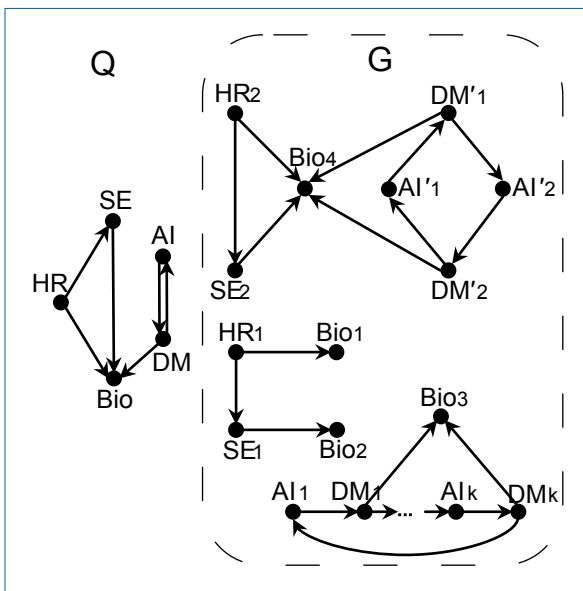 Q
G
HR2
DM'1
Bio4
AI'1
AI'2
SE
AI
HR
SE2
DM'2
DM
Bio
HR1
Bio1
SE1
Bio2
Bio3
AI1
DM1
...
AIk
DMk